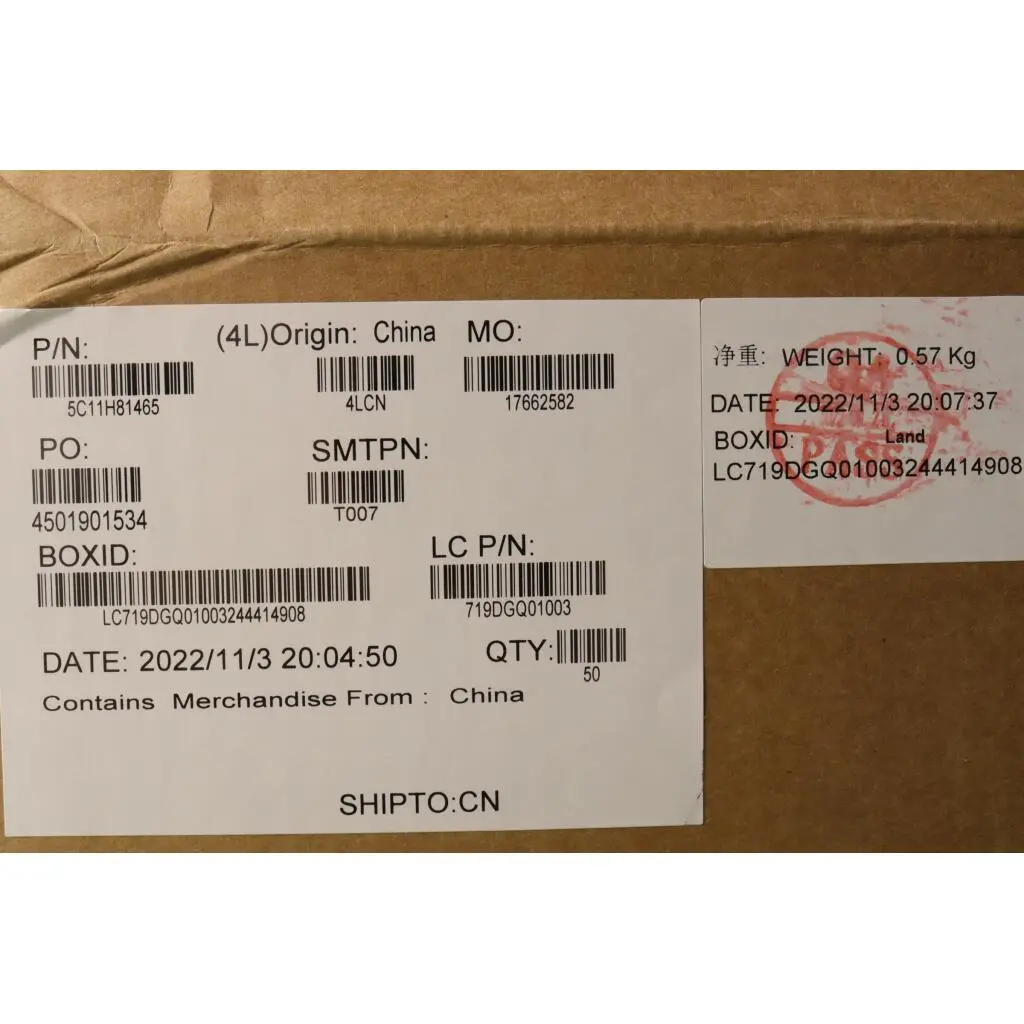 P/N:
(4L)Origin: China
MO:
5C11H81465
4LCN
17662582
PO:
SMTPN:
4501901534
T007
BOXID:
LC P/N:
LC719DGQ01003244414908
719DGQ01003
DATE: 2022/11/3 20:04:50
QTY:
50
Contains Merchandise From : China
SHIPTO:CN
净重: WEIGHT: 0.57 Kg
DATE: 2022/11/3 20:07:37
BOXID: Land
LC719DGQ01003244414908
PASS